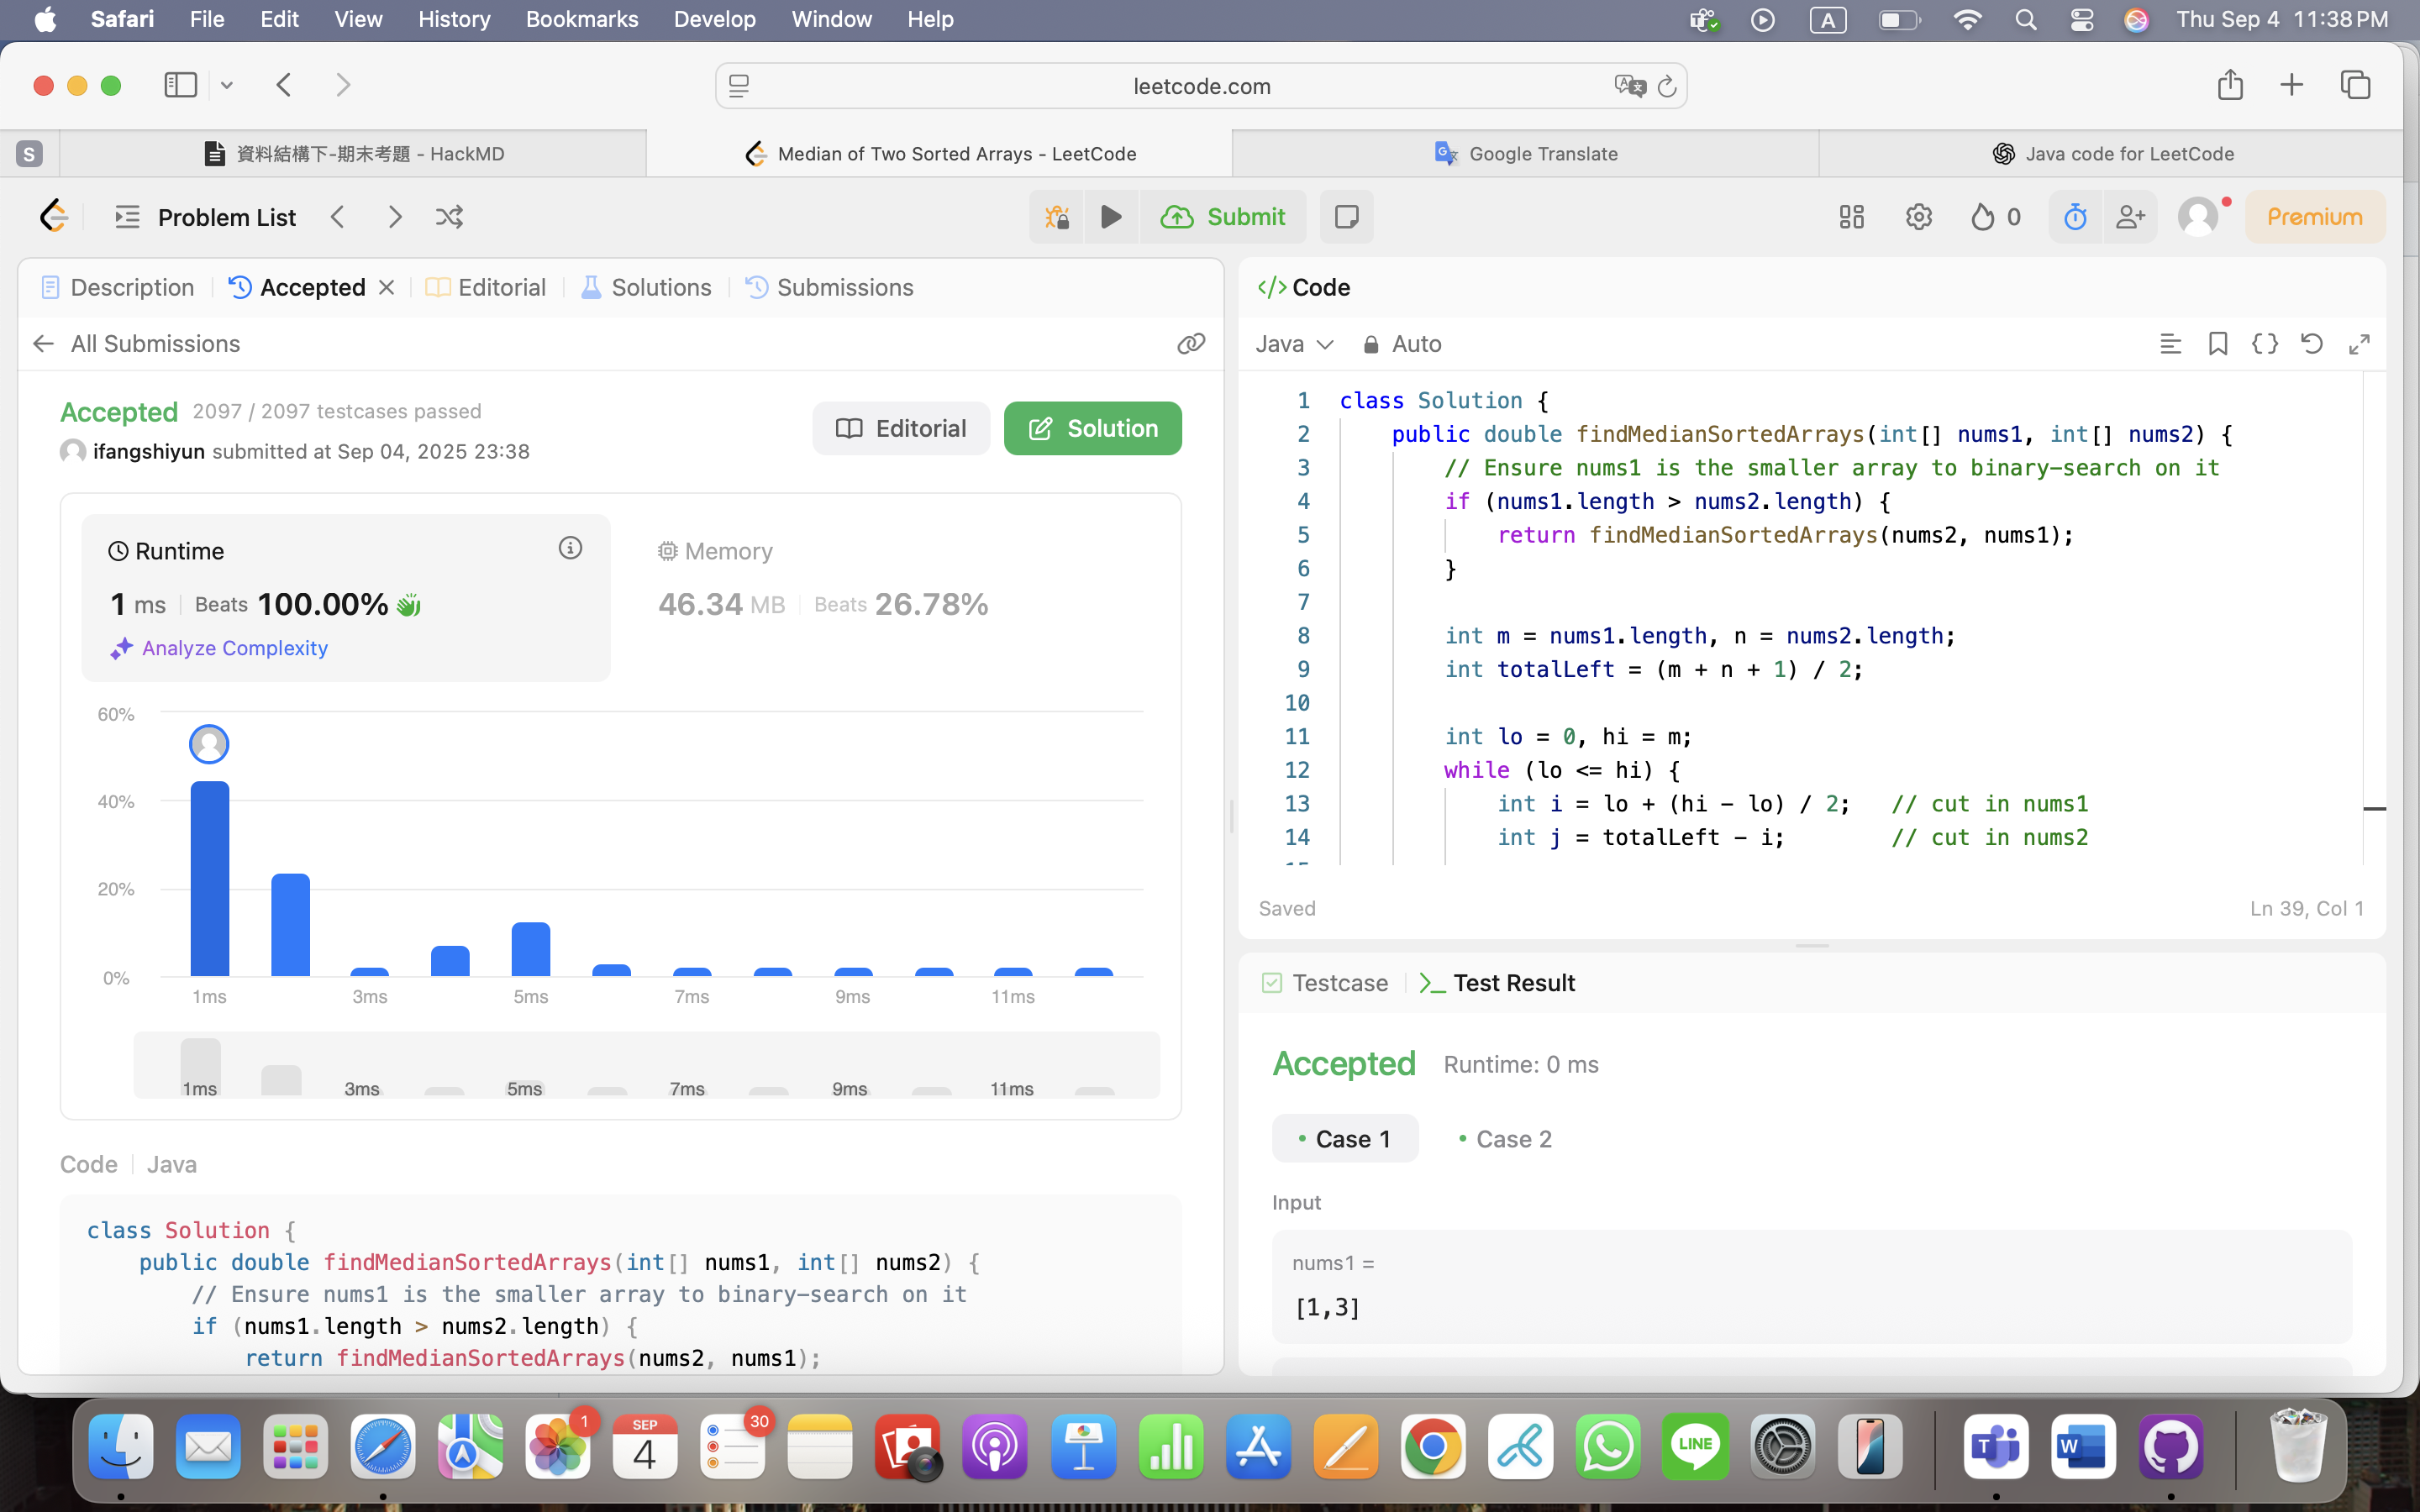 Safari File Edit View History Bookmarks Develop Window Help A Thu Sep 4 11:38 PM
leetcode.com
S 資料結構下-期末考題 - HackMD Median of Two Sorted Arrays - LeetCode Google Translate Java code for LeetCode
Problem List Submit 0 Premium
Description Accepted Editorial Solutions Submissions
All Submissions
Accepted 2097 / 2097 testcases passed
ifangshiyun submitted at Sep 04, 2025 23:38
Editorial Solution
Runtime
1 ms Beats 100.00%
Analyze Complexity
Memory
46.34 MB Beats 26.78%
60%
40%
20%
0%
1ms 3ms 5ms 7ms 9ms 11ms
1ms 3ms 5ms 7ms 9ms 11ms
Code Java
class Solution {
public double findMedianSortedArrays(int[] nums1, int[] nums2) {
// Ensure nums1 is the smaller array to binary-search on it
if (nums1.length > nums2.length) {
return findMedianSortedArrays(nums2, nums1);
</> Code
Java Auto
1 class Solution {
2 public double findMedianSortedArrays(int[] nums1, int[] nums2) {
3 // Ensure nums1 is the smaller array to binary-search on it
4 if (nums1.length > nums2.length) {
5 return findMedianSortedArrays(nums2, nums1);
6 }
7
8 int m = nums1.length, n = nums2.length;
9 int totalLeft = (m + n + 1) / 2;
10
11 int lo = 0, hi = m;
12 while (lo <= hi) {
13 int i = lo + (hi - lo) / 2; // cut in nums1
14 int j = totalLeft - i; // cut in nums2
Saved Ln 39, Col 1
Testcase Test Result
Accepted Runtime: 0 ms
Case 1 Case 2
Input
nums1 =
[1,3]
1 SEP 4 30 LINE T W